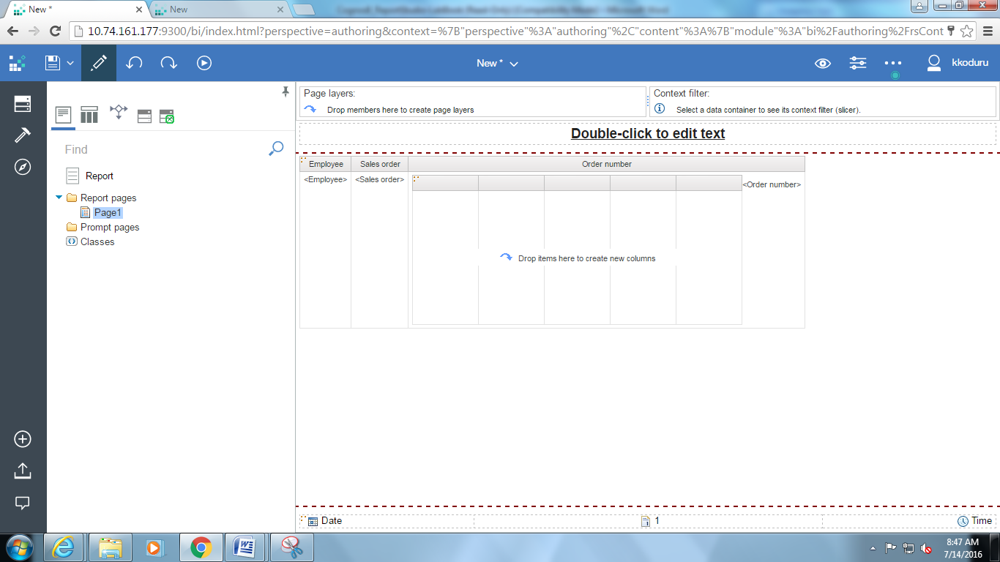 New *
New
10.74.161.177:9300/bi/index.html?perspective=authoring&context=%7B"perspective"%3A"authoring"%2C"content"%3A%7B"module"%3A"bi%2Fauthoring%2FrsCont
New *
kkoduru
Page layers:
Drop members here to create page layers
Context filter:
Select a data container to see its context filter (slicer).
Find
Report
Report pages
Page1
Prompt pages
Classes
Double-click to edit text
Employee Sales order Order number
<Employee> <Sales order> <Order number>
Drop items here to create new columns
Date 1 Time
8:47 AM
7/14/2016